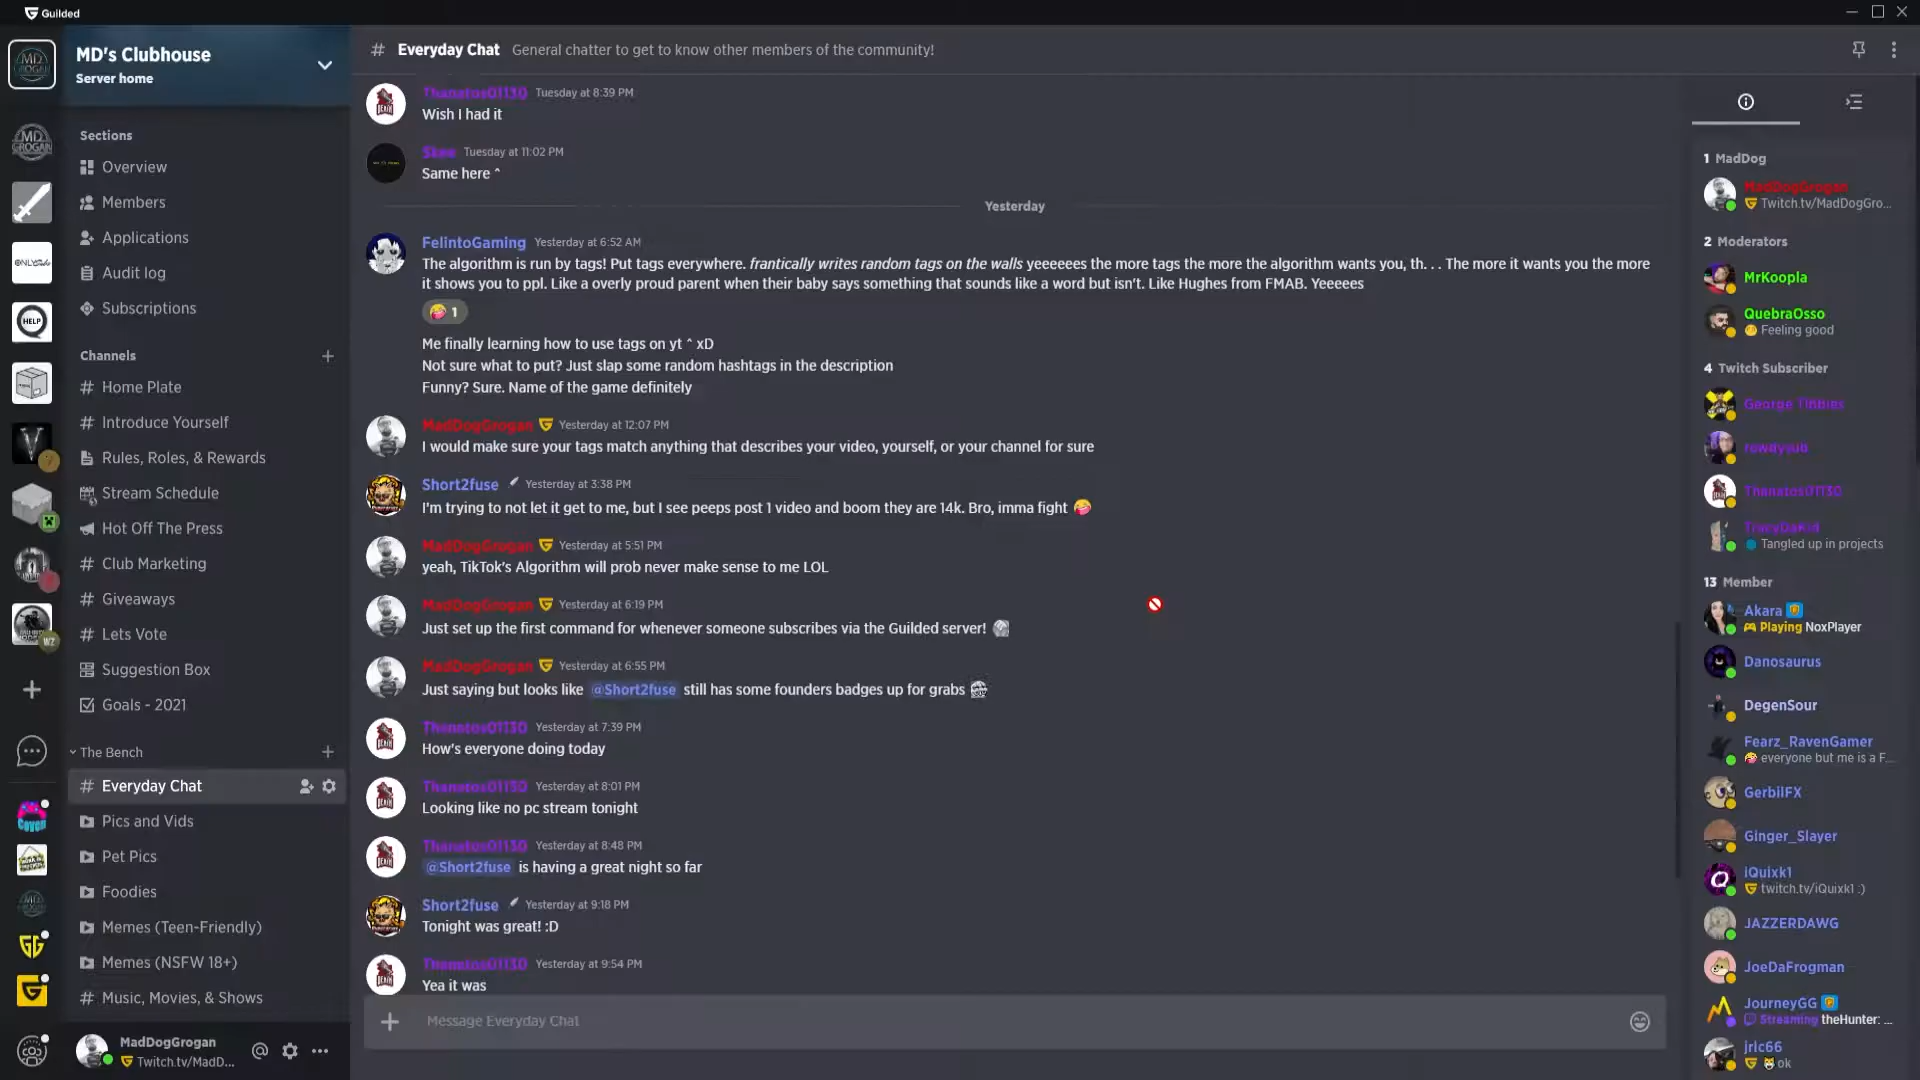 Guilded
MD's Clubhouse
Server home
# Everyday Chat General chatter to get to know other members of the community!
Sections
Overview
Members
Applications
Audit log
Subscriptions
Channels
# Home Plate
# Introduce Yourself
Rules, Roles, & Rewards
Stream Schedule
Hot Off The Press
# Club Marketing
# Giveaways
# Lets Vote
Suggestion Box
Goals - 2021
The Bench
# Everyday Chat
Pics and Vids
Pet Pics
Foodies
Memes (Teen-Friendly)
Memes (NSFW 18+)
# Music, Movies, & Shows
MadDogGrogan
Twitch.tv/MadD...
MD
GROGAN
HELP
WZ
Thanatos01130 Tuesday at 8:39 PM
Wish I had it
Skee Tuesday at 11:02 PM
Same here ^
Yesterday
FelintoGaming Yesterday at 6:52 AM
The algorithm is run by tags! Put tags everywhere. frantically writes random tags on the walls yeeeeees the more tags the more the algorithm wants you, th. . . The more it wants you the more
it shows you to ppl. Like a overly proud parent when their baby says something that sounds like a word but isn't. Like Hughes from FMAB. Yeeeees
1
Me finally learning how to use tags on yt ^ xD
Not sure what to put? Just slap some random hashtags in the description
Funny? Sure. Name of the game definitely
MadDogGrogan Yesterday at 12:07 PM
I would make sure your tags match anything that describes your video, yourself, or your channel for sure
Short2fuse Yesterday at 3:38 PM
I'm trying to not let it get to me, but I see peeps post 1 video and boom they are 14k. Bro, imma fight
MadDogGrogan Yesterday at 5:51 PM
yeah, TikTok's Algorithm will prob never make sense to me LOL
MadDogGrogan Yesterday at 6:19 PM
Just set up the first command for whenever someone subscribes via the Guilded server!
MadDogGrogan Yesterday at 6:55 PM
Just saying but looks like @Short2fuse still has some founders badges up for grabs
Thanatos01130 Yesterday at 7:39 PM
How's everyone doing today
Thanatos01130 Yesterday at 8:01 PM
Looking like no pc stream tonight
Thanatos01130 Yesterday at 8:48 PM
@Short2fuse is having a great night so far
Short2fuse Yesterday at 9:18 PM
Tonight was great! :D
Thanatos01130 Yesterday at 9:54 PM
Yea it was
Message Everyday Chat
1 MadDog
MadDogGrogan
Twitch.tv/MadDogGro...
2 Moderators
MrKoopla
QuebraOsso
Feeling good
4 Twitch Subscriber
George Tibbies
rowdysub
Thanatos01130
TracyDaKid
Tangled up in projects
13 Member
Akara
Playing NoxPlayer
Danosaurus
DegenSour
Fearz_RavenGamer
everyone but me is a F...
GerbilFX
Ginger_Slayer
iQuixk1
twitch.tv/iQuixk1 :)
JAZZERDAWG
JoeDaFrogman
JourneyGG
Streaming theHunter: ...
jric66
ok